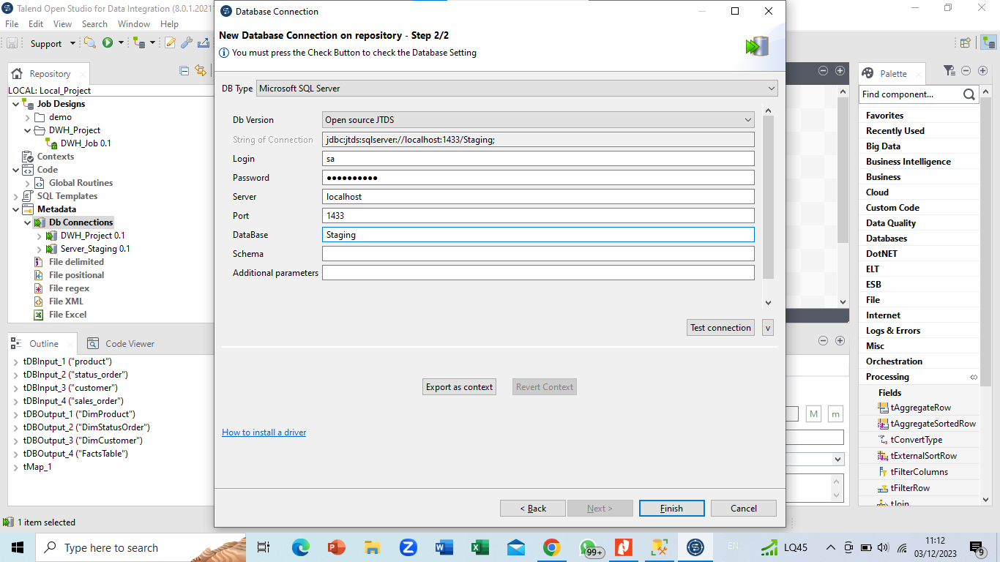 Talend Open Studio for Data Integration (8.0.1.2021
File Edit View Search Window Help
Support
Repository
LOCAL: Local_Project
Job Designs
demo
DWH_Project
DWH_Job 0.1
Contexts
Code
Global Routines
SQL Templates
Metadata
Db Connections
DWH_Project 0.1
Server_Staging 0.1
File delimited
File positional
File regex
File XML
File Excel
Outline
Code Viewer
tDBInput_1 ("product")
tDBInput_2 ("status_order")
tDBInput_3 ("customer")
tDBInput_4 ("sales_order")
tDBOutput_1 ("DimProduct")
tDBOutput_2 ("DimStatusOrder")
tDBOutput_3 ("DimCustomer")
tDBOutput_4 ("FactsTable")
tMap_1
1 item selected
Database Connection
New Database Connection on repository - Step 2/2
You must press the Check Button to check the Database Setting
DB Type Microsoft SQL Server
Db Version Open source JTDS
String of Connection jdbc:jtds:sqlserver://localhost:1433/Staging;
Login sa
Password ●●●●●●●●●●
Server localhost
Port 1433
DataBase Staging
Schema
Additional parameters
Test connection v
Export as context Revert Context
How to install a driver
< Back Next > Finish Cancel
M m
Palette
Find component...
Favorites
Recently Used
Big Data
Business Intelligence
Business
Cloud
Custom Code
Data Quality
Databases
DotNET
ELT
ESB
File
Internet
Logs & Errors
Misc
Orchestration
Processing
Fields
tAggregateRow
tAggregateSortedRow
tConvertType
tExternalSortRow
tFilterColumns
tFilterRow
tJoin
Type here to search
99+
EN
LQ45
11:12
03/12/2023
9